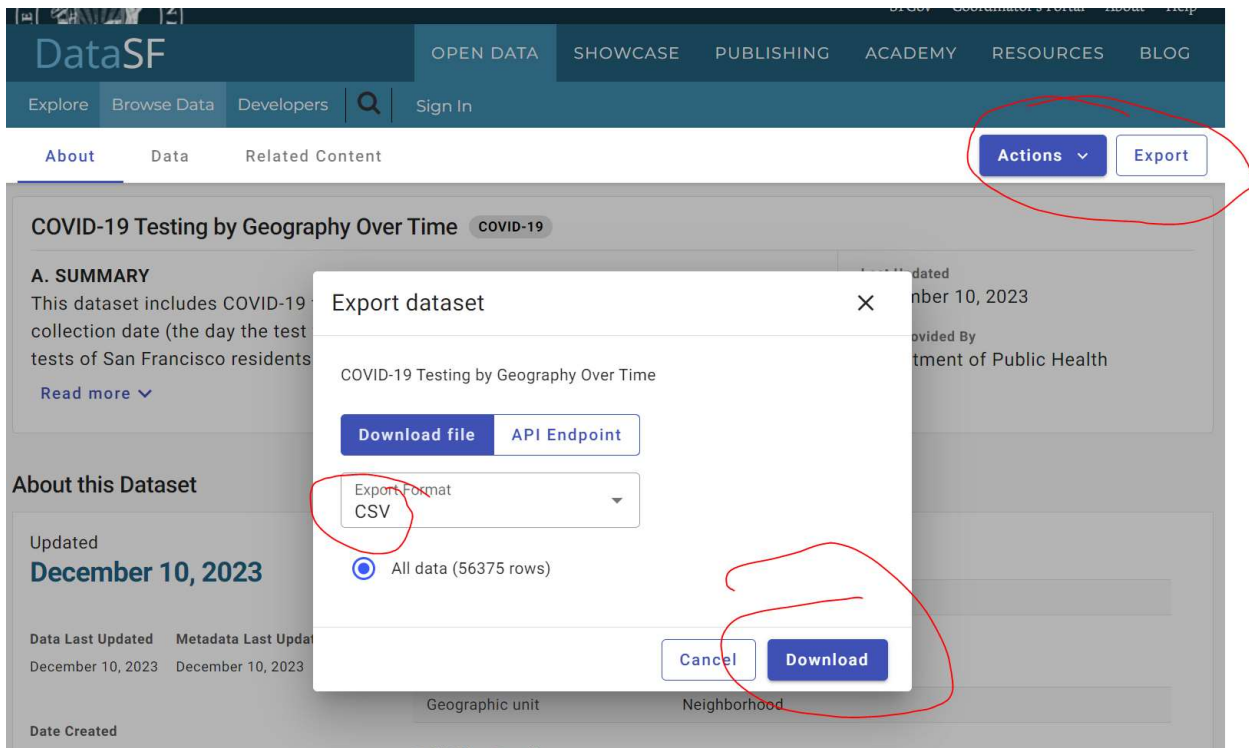 DataSF
OPEN DATA SHOWCASE PUBLISHING ACADEMY RESOURCES BLOG
Explore Browse Data Developers Sign In
About Data Related Content Actions Export
COVID-19 Testing by Geography Over Time COVID-19
A. SUMMARY
This dataset includes COVID-19
collection date (the day the test
tests of San Francisco residents
Read more
Updated
10, 2023
By
of Public Health
Export dataset
COVID-19 Testing by Geography Over Time
Download file API Endpoint
Export Format
CSV
All data (56375 rows)
Cancel Download
About this Dataset
Updated
December 10, 2023
Data Last Updated Metadata Last
December 10, 2023 December 10, 2023
Geographic unit Neighborhood
Date Created